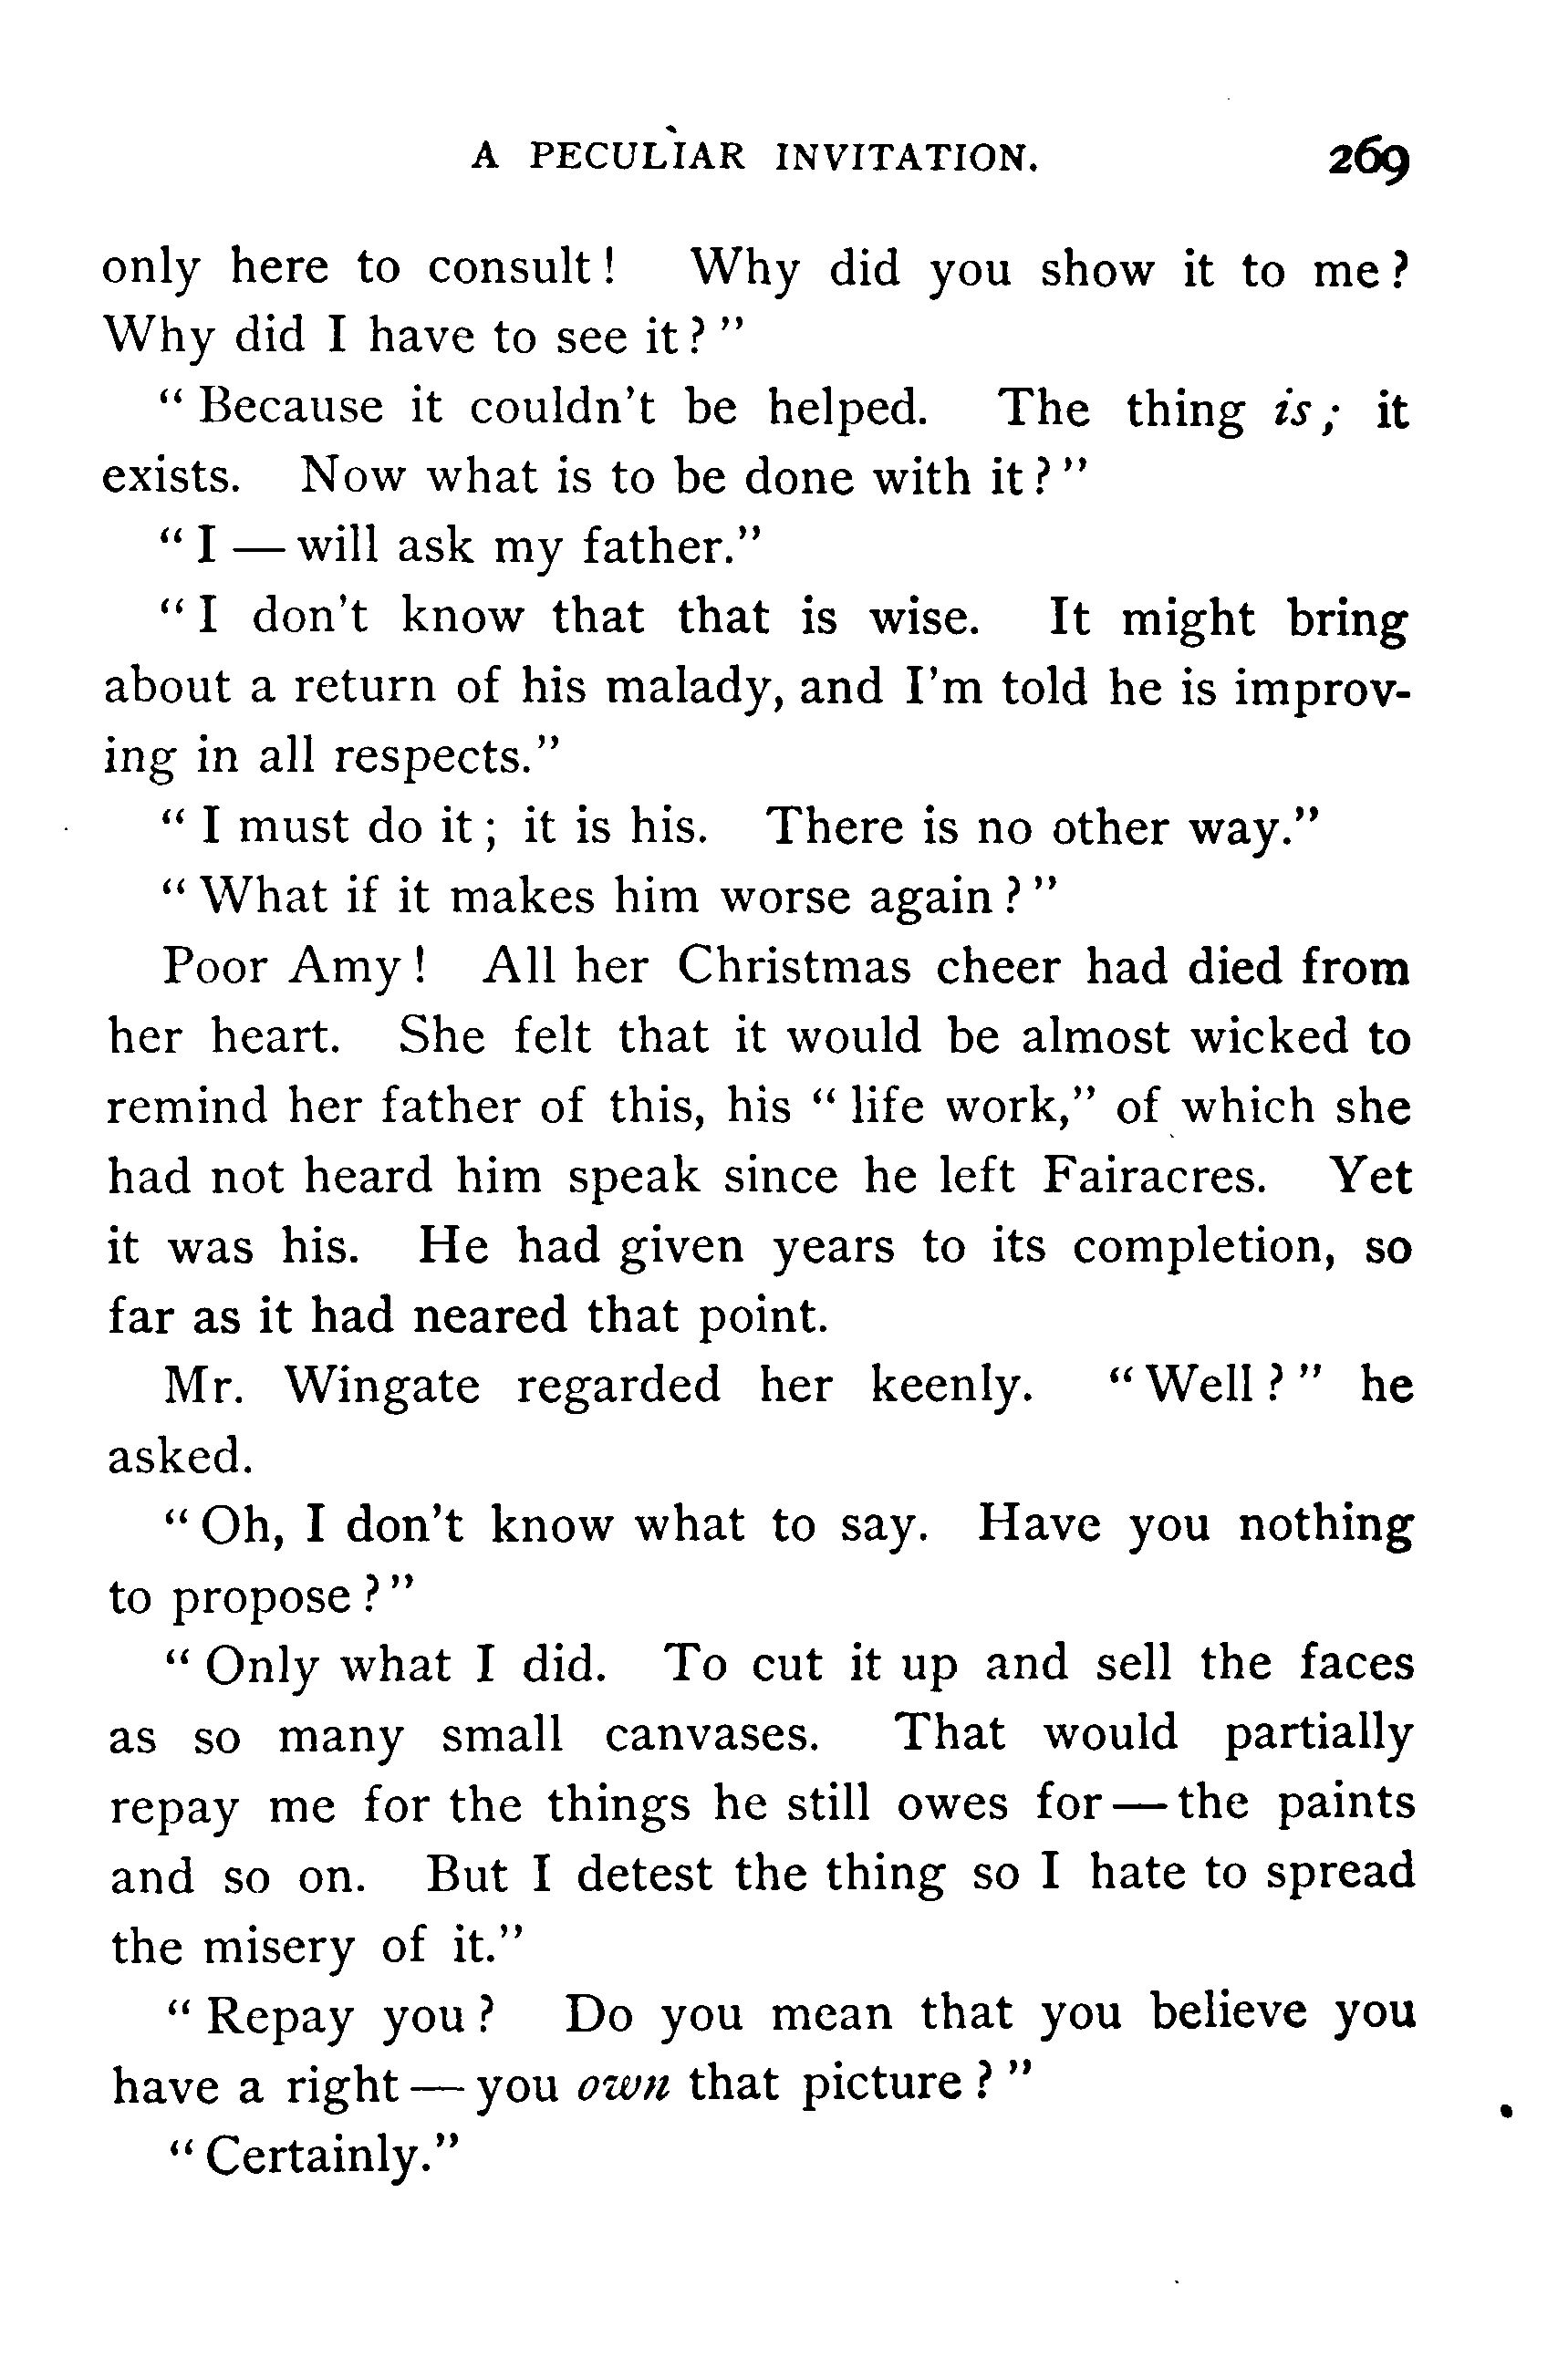 A PECULIAR INVITATION. 269
only here to consult! Why did you show it to me?
Why did I have to see it?”
“Because it couldn’t be helped. The thing is; it
exists. Now what is to be done with it?”
“I — will ask my father.”
“I don’t know that that is wise. It might bring
about a return of his malady, and I’m told he is improv-
ing in all respects.”
“I must do it; it is his. There is no other way.”
“What if it makes him worse again?”
Poor Amy! All her Christmas cheer had died from
her heart. She felt that it would be almost wicked to
remind her father of this, his “life work,” of which she
had not heard him speak since he left Fairacres. Yet
it was his. He had given years to its completion, so
far as it had neared that point.
Mr. Wingate regarded her keenly. “Well?” he
asked.
“Oh, I don’t know what to say. Have you nothing
to propose?”
“Only what I did. To cut it up and sell the faces
as so many small canvases. That would partially
repay me for the things he still owes for — the paints
and so on. But I detest the thing so I hate to spread
the misery of it.”
“Repay you? Do you mean that you believe you
have a right — you own that picture?”
“Certainly.”